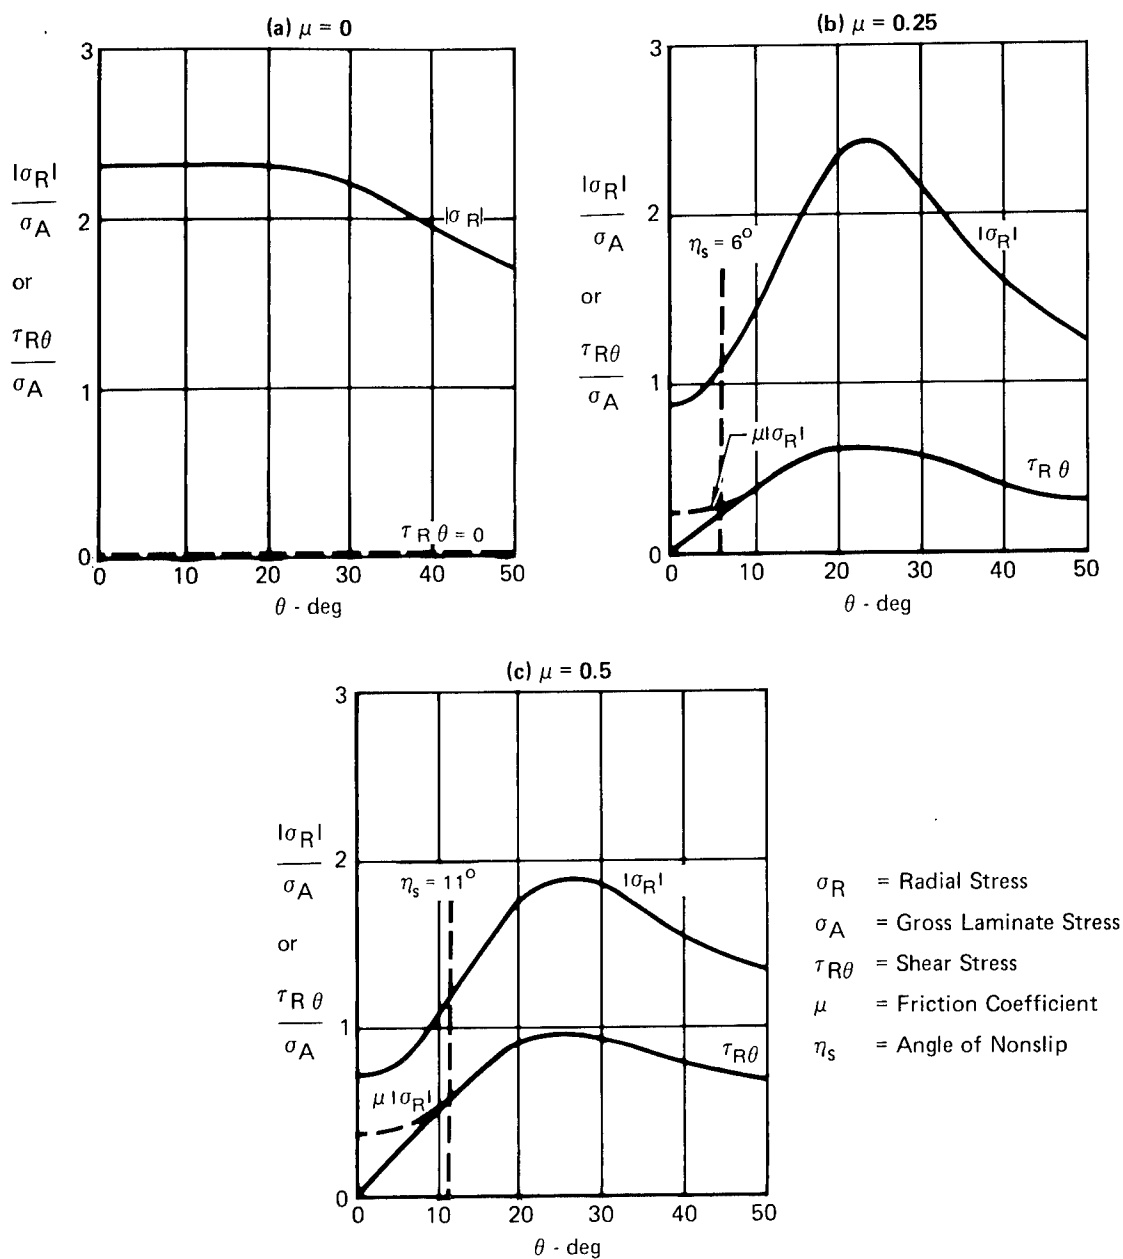 (a) μ = 0
3
2
1
0
|σR|
σA
or
τRθ
σA
|σR|
τRθ = 0
0 10 20 30 40 50
θ - deg
(b) μ = 0.25
3
2
1
0
|σR|
σA
or
τRθ
σA
ηs = 6°
|σR|
μ|σR|
τRθ
0 10 20 30 40 50
θ - deg
(c) μ = 0.5
3
2
1
0
|σR|
σA
or
τRθ
σA
ηs = 11°
|σR|
μ|σR|
τRθ
0 10 20 30 40 50
θ - deg
σR = Radial Stress
σA = Gross Laminate Stress
τRθ = Shear Stress
μ = Friction Coefficient
ηs = Angle of Nonslip